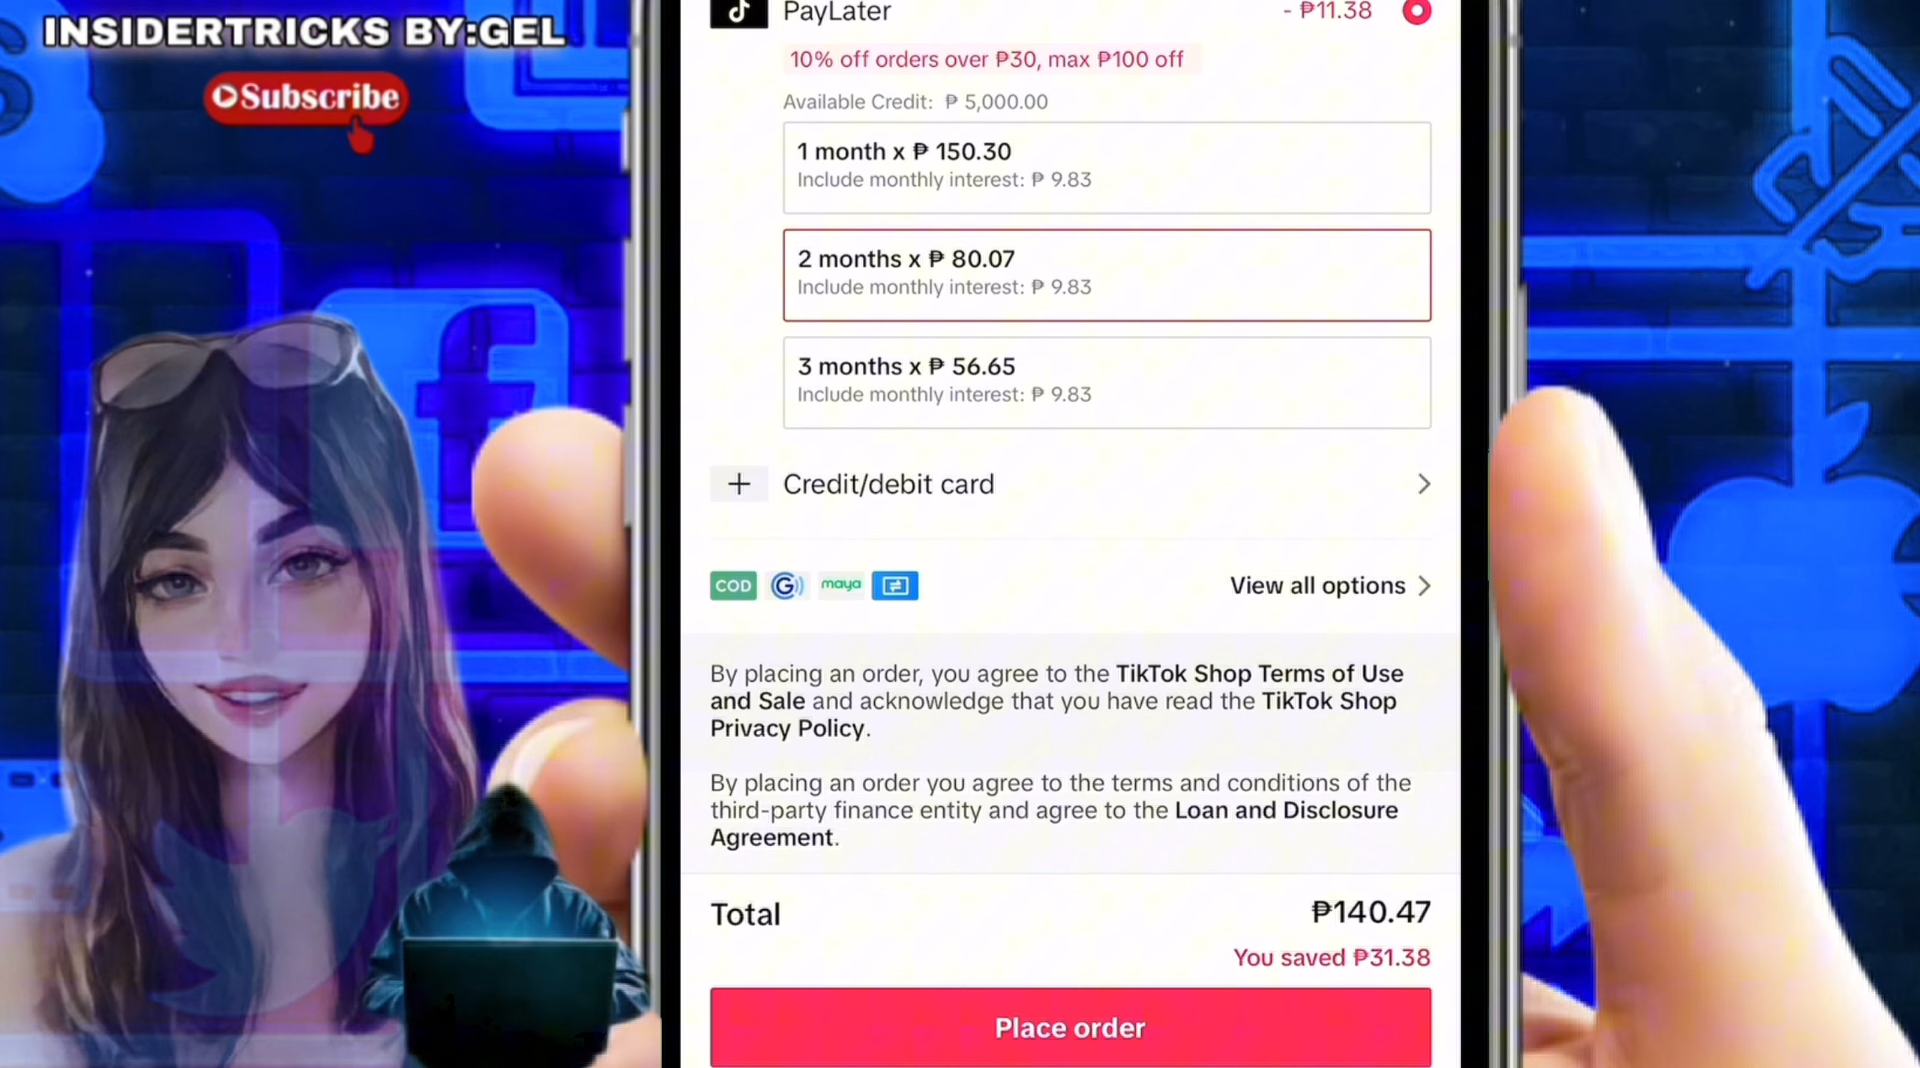 INSIDERTRICKS BY:GEL
Subscribe
PayLater
- ₱11.38
10% off orders over ₱30, max ₱100 off
Available Credit: ₱ 5,000.00
1 month x ₱ 150.30
Include monthly interest: ₱ 9.83
2 months x ₱ 80.07
Include monthly interest: ₱ 9.83
3 months x ₱ 56.65
Include monthly interest: ₱ 9.83
Credit/debit card
COD
G
maya
View all options
By placing an order, you agree to the TikTok Shop Terms of Use
and Sale and acknowledge that you have read the TikTok Shop
Privacy Policy.
By placing an order you agree to the terms and conditions of the
third-party finance entity and agree to the Loan and Disclosure
Agreement.
Total
₱140.47
You saved ₱31.38
Place order